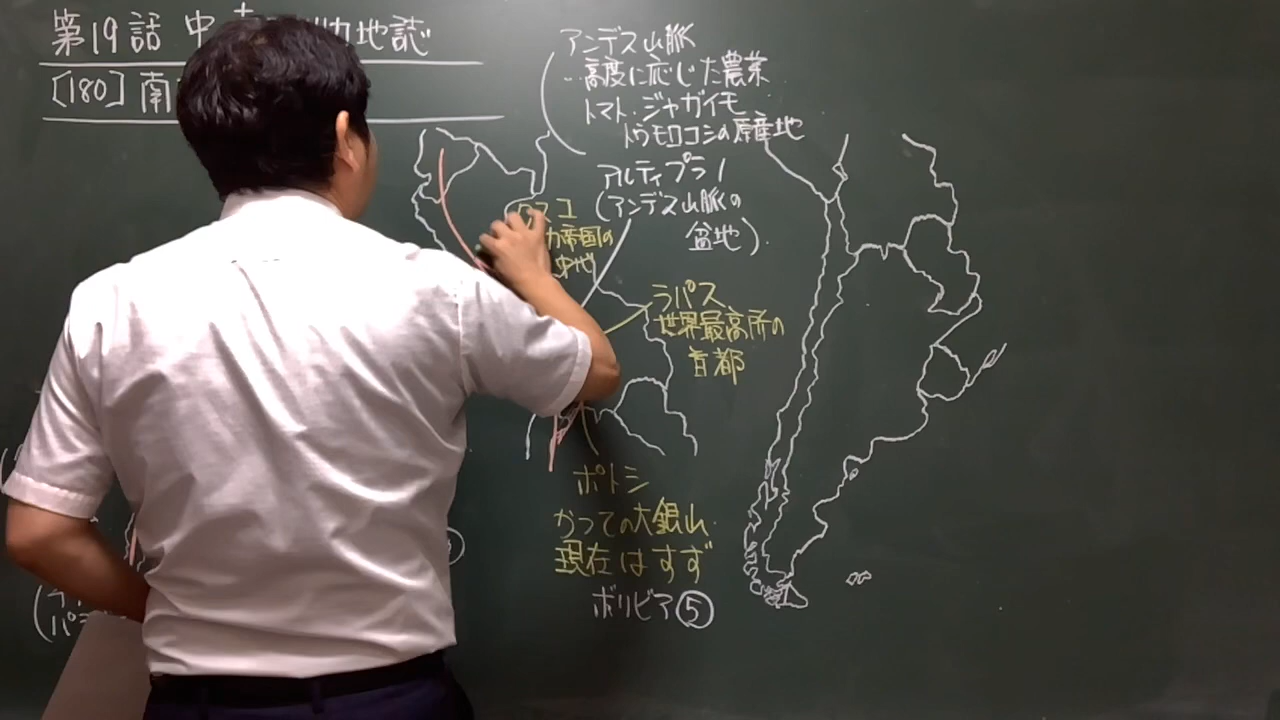 第19話 中 地誌
[180] 南
アンデス山脈
…高度に応じた農業
トマト・ジャガイモ
トウモロコシの原産地
アルティプラノ
(アンデス山脈の
盆地)
クスコ
帝国の
ラパス
世界最高所の
首都
ポトシ
かつての大銀山.
現在はすず
ボリビア⑤